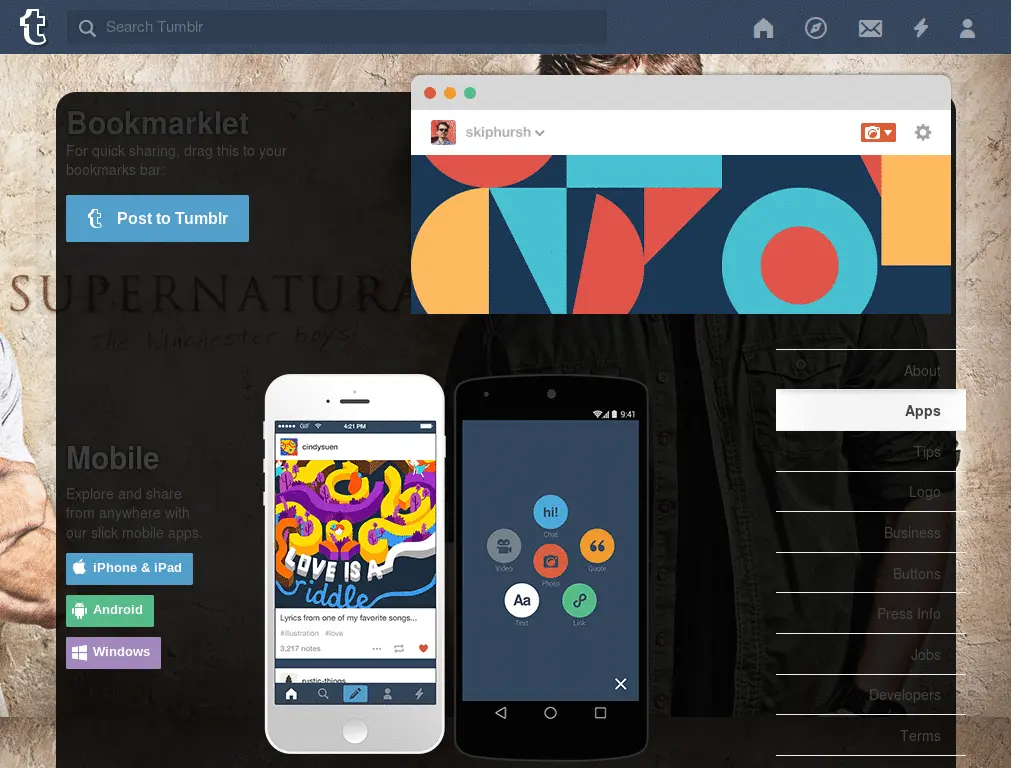 Search Tumblr
Bookmarklet
For quick sharing, drag this to your
bookmarks bar:
t Post to Tumblr
skiphursh
SUPERNATURA
The Winchester boys!
Mobile
Explore and share
from anywhere with
our slick mobile apps.
iPhone & iPad
Android
Windows
GIF 4:21 PM
cindysuen
LOVE IS A
riddle
Lyrics from one of my favorite songs...
#illustration #love
3,217 notes
rustic-things
9:41
hi!
Chat
Video
Quote
Photo
Aa
Text
Link
About
Apps
Tips
Logo
Business
Buttons
Press Info
Jobs
Developers
Terms